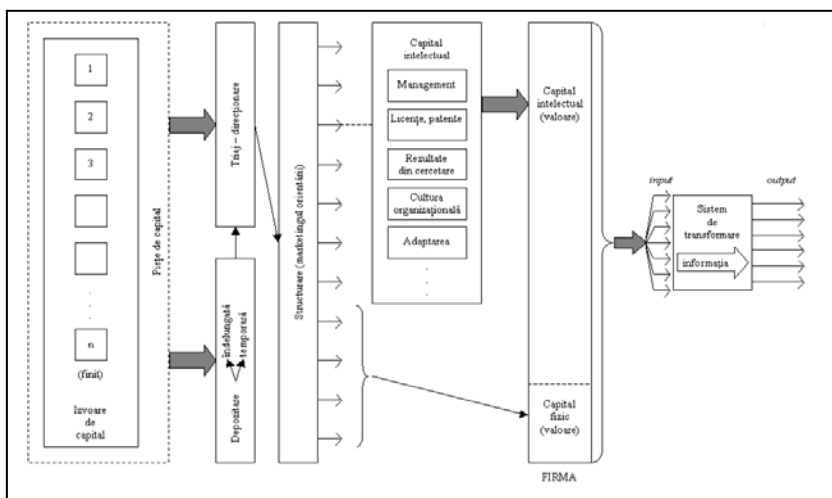 1
2
3
n
(finit)
Izvoare
de
capital
Piețe de capital
Triaj – direcționare
Depozitare
îndelungată
temporară
Structurare (marketingul orientării)
Capital
intelectual
Management
Licențe, patente
Rezultate
din cercetare
Cultura
organizațională
Adaptarea
Capital
intelectual
(valoare)
Capital
fizic
(valoare)
FIRMA
input
Sistem
de
transformare
informația
output